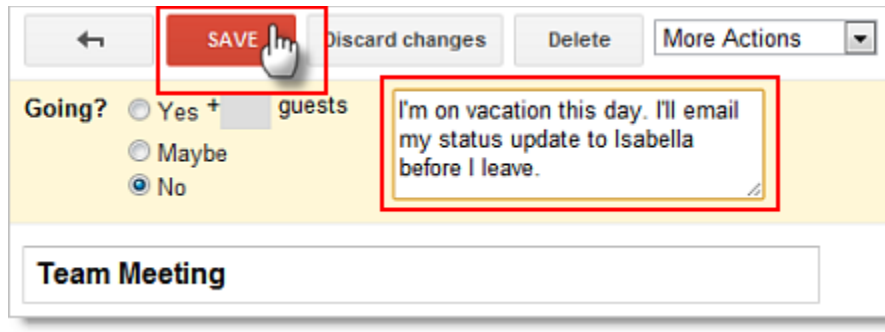 SAVE Discard changes Delete More Actions
Going? Yes + guests
Maybe
No
I'm on vacation this day. I'll email
my status update to Isabella
before I leave.
Team Meeting